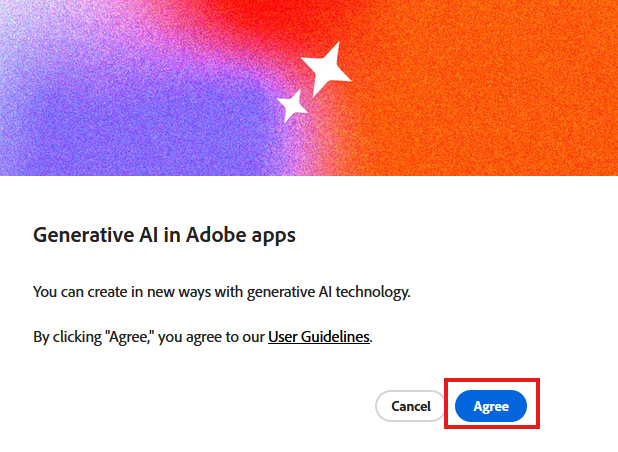 Generative AI in Adobe apps
You can create in new ways with generative AI technology.
By clicking "Agree," you agree to our User Guidelines.
Cancel
Agree